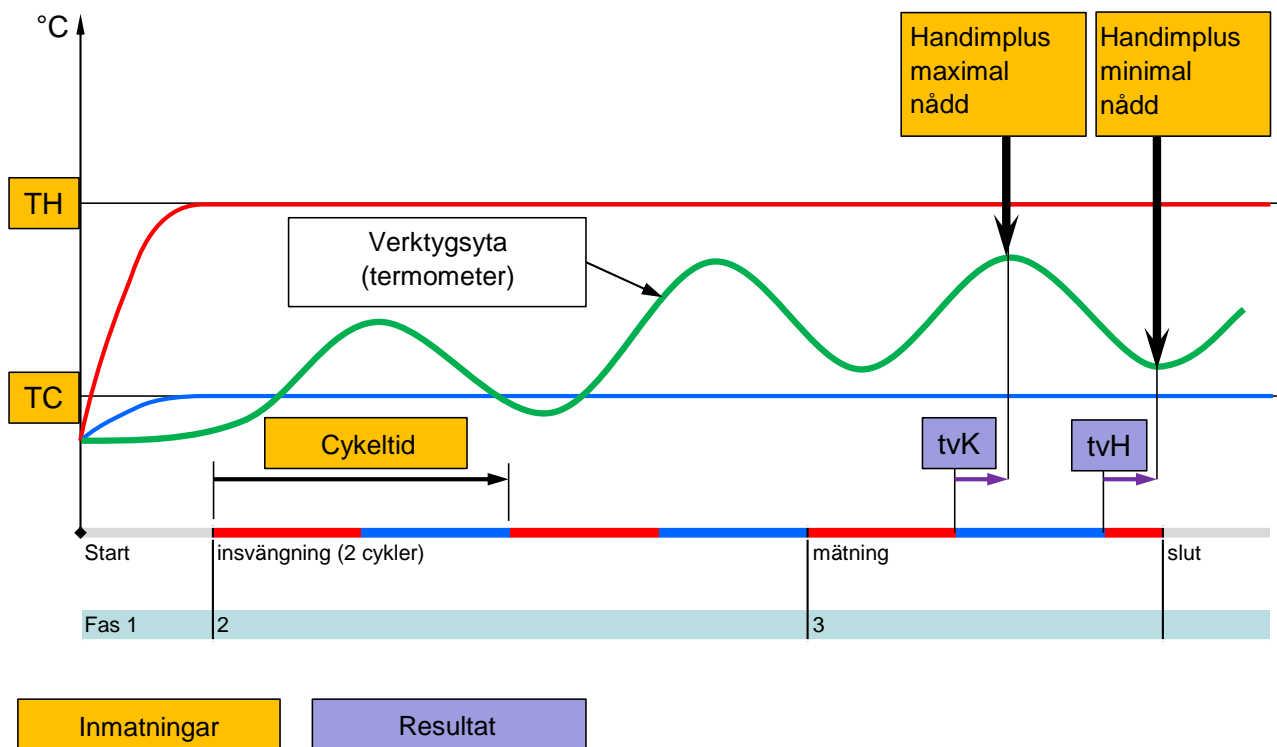 °C
Handimplus
maximal
nådd
Handimplus
minimal
nådd
TH
Verktygsyta
(termometer)
TC
Cykeltid
tvK
tvH
Start
insvängning (2 cykler)
mätning
slut
Fas 1
2
3
Inmatningar
Resultat